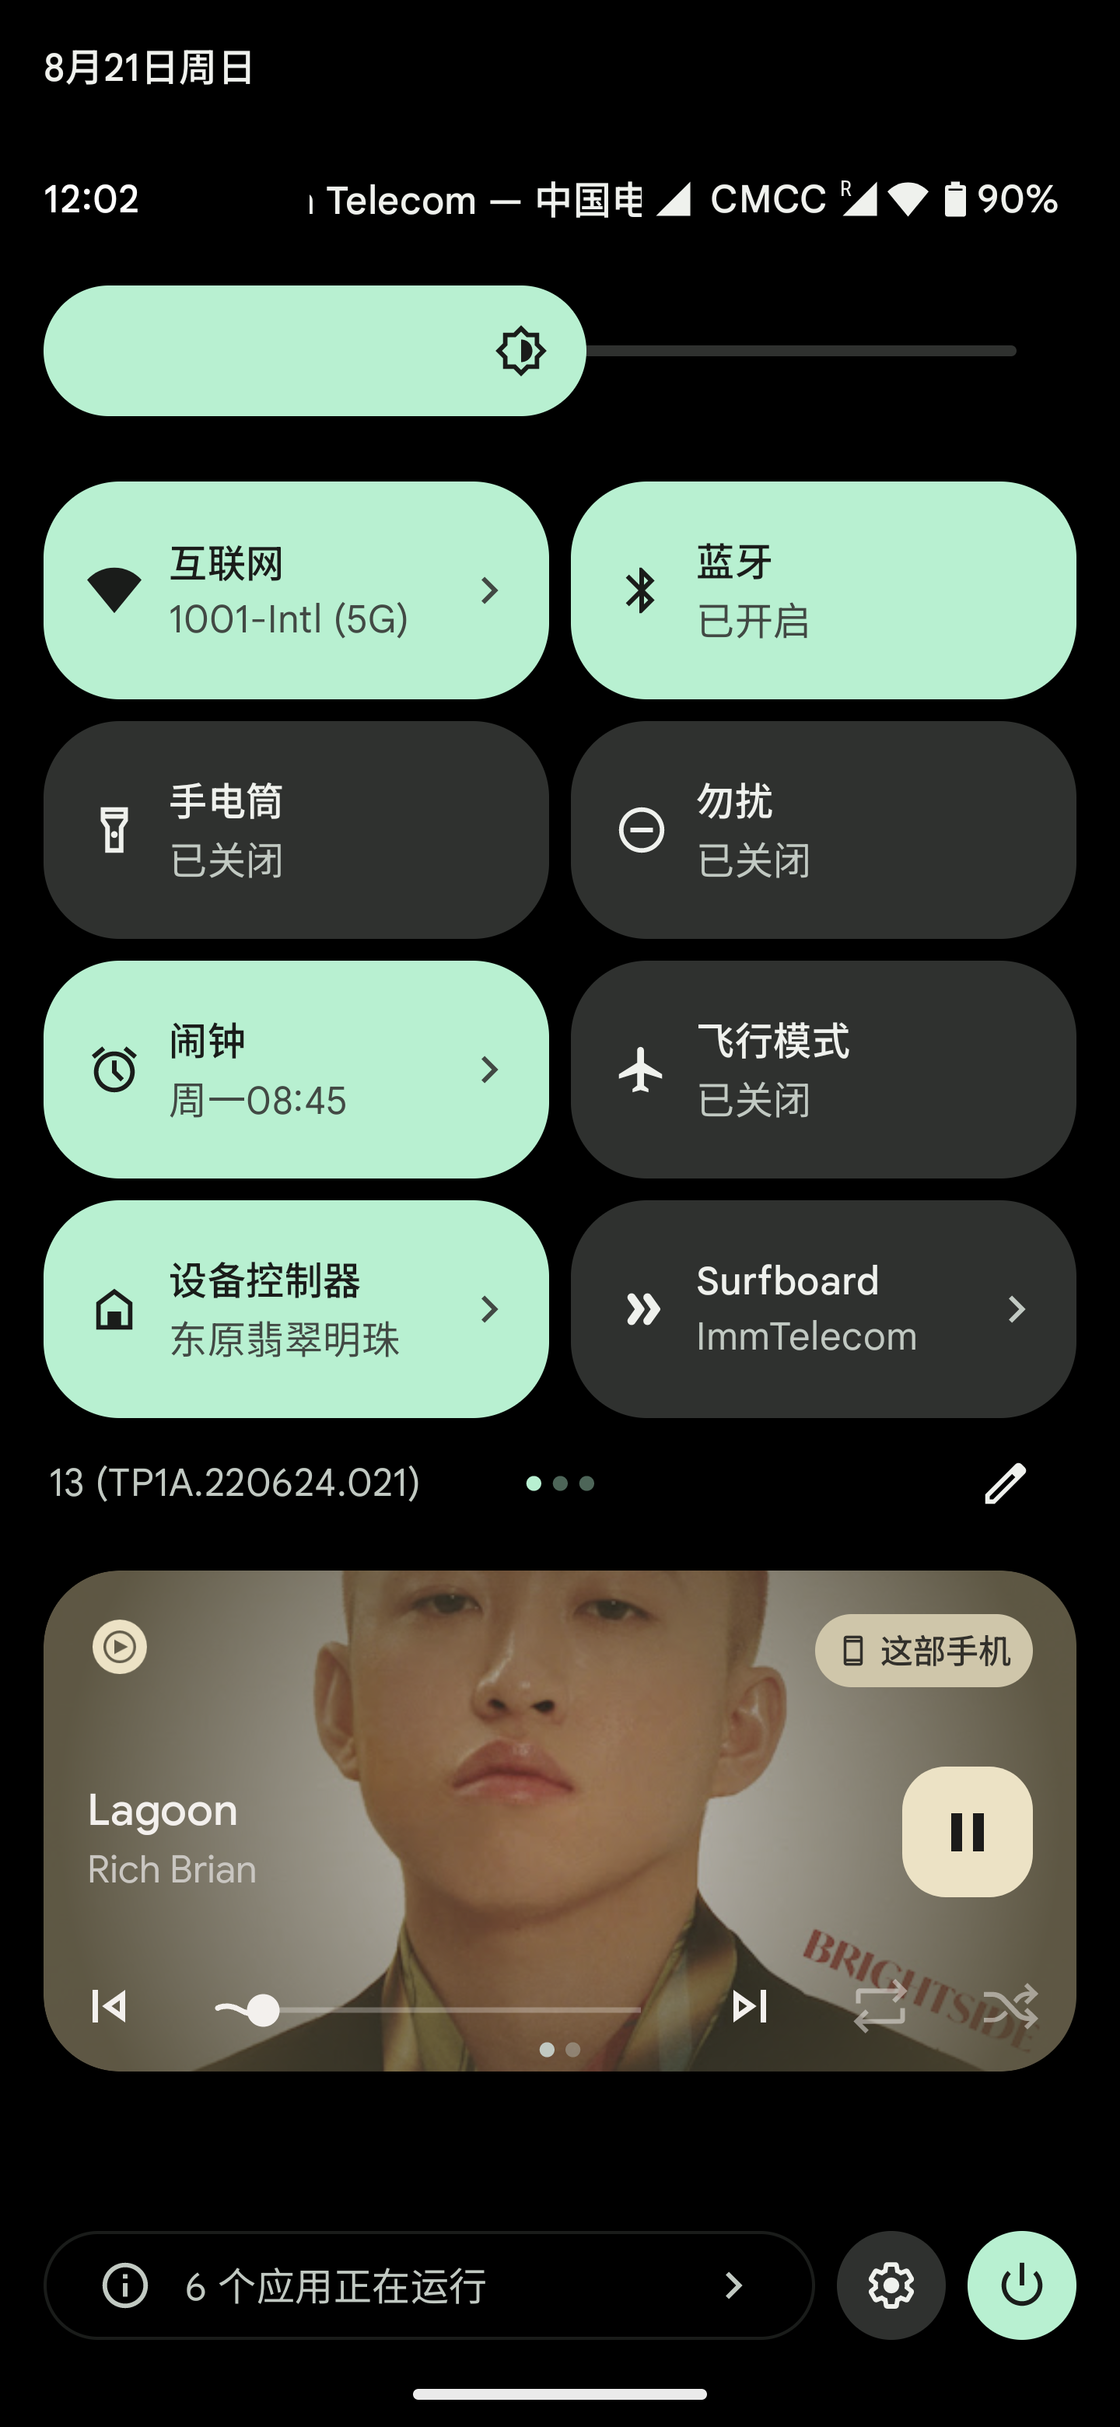 8月21日周日
12:02 Telecom — 中国 CMCC R 90%
互联网
1001-Intl (5G)
蓝牙
已开启
手电筒
已关闭
勿扰
已关闭
闹钟
周一08:45
飞行模式
已关闭
设备控制器
东原翡翠明珠
Surfboard
ImmTelecom
13 (TP1A.220624.021)
这部手机
Lagoon
Rich Brian
BRIGHTSIDE
6 个应用正在运行